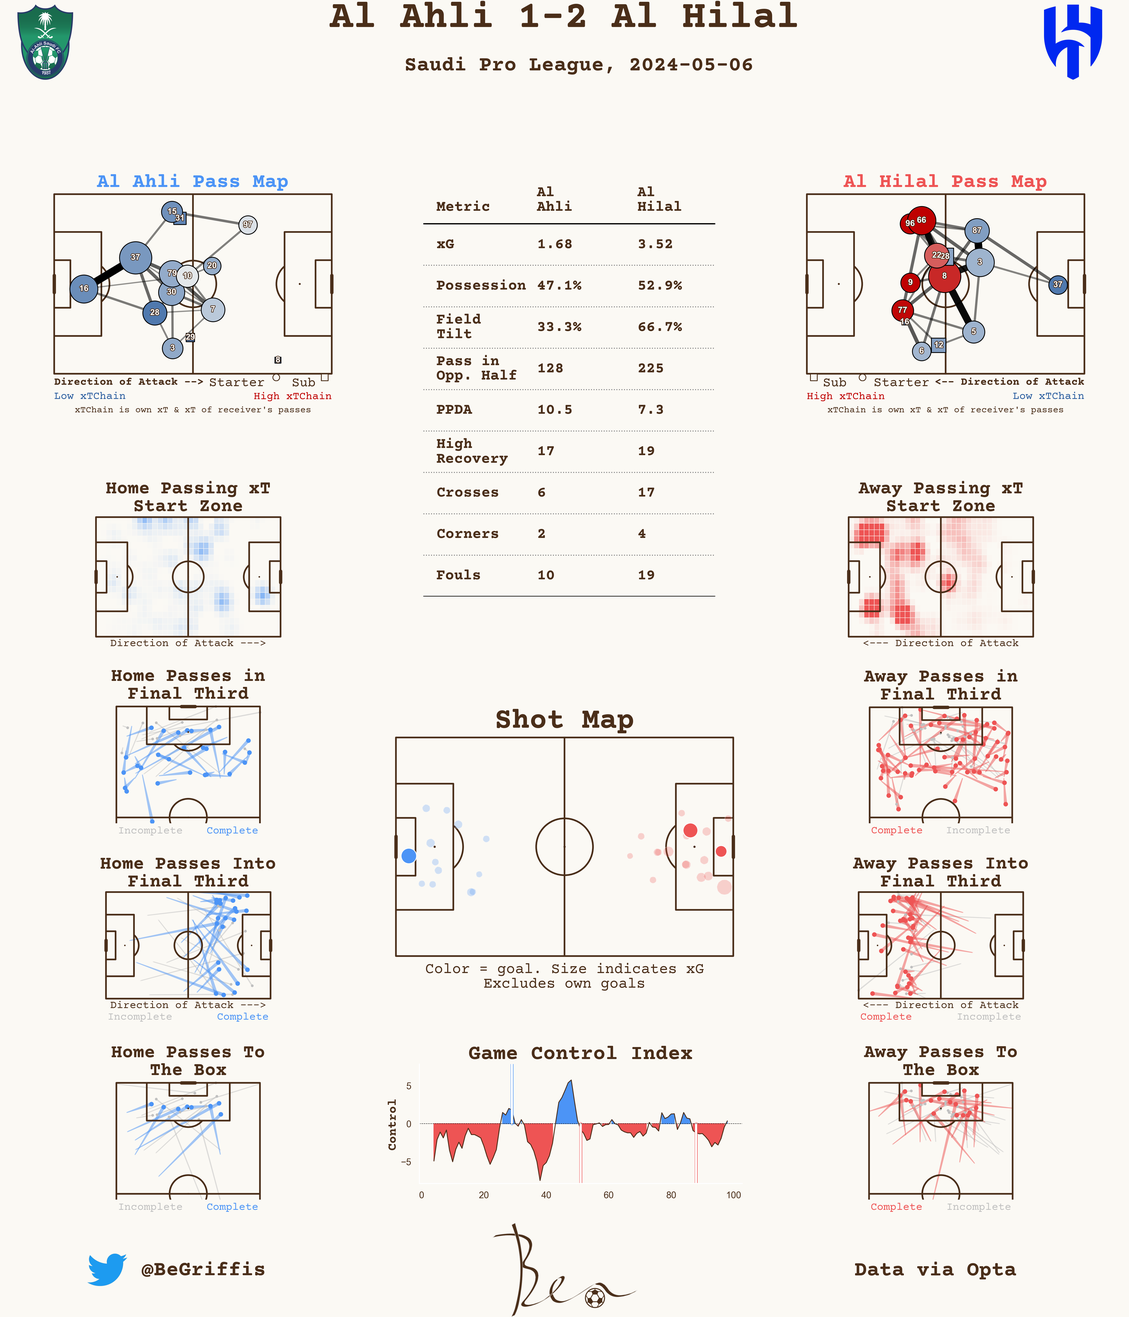 Al Ahli 1-2 Al Hilal
Saudi Pro League, 2024-05-06
Al Ahli Pass Map
15
31
97
37
79
10
20
16
30
28
7
29
3
8
Direction of Attack --> Starter Sub
Low xTChain High xTChain
xTChain is own xT & xT of receiver's passes
Metric Al Ahli Al Hilal
xG 1.68 3.52
Possession 47.1% 52.9%
Field Tilt 33.3% 66.7%
Pass in Opp. Half 128 225
PPDA 10.5 7.3
High Recovery 17 19
Crosses 6 17
Corners 2 4
Fouls 10 19
Al Hilal Pass Map
96 66
87
22 28
3
9
8
37
77
16
5
6
12
Sub Starter <-- Direction of Attack
High xTChain Low xTChain
xTChain is own xT & xT of receiver's passes
Home Passing xT
Start Zone
Direction of Attack --->
Away Passing xT
Start Zone
<--- Direction of Attack
Home Passes in
Final Third
Incomplete Complete
Shot Map
Color = goal. Size indicates xG
Excludes own goals
Away Passes in
Final Third
Complete Incomplete
Home Passes Into
Final Third
Direction of Attack --->
Incomplete Complete
Away Passes Into
Final Third
<--- Direction of Attack
Complete Incomplete
Home Passes To
The Box
Incomplete Complete
Game Control Index
Control
5
0
−5
0 20 40 60 80 100
Away Passes To
The Box
Complete Incomplete
@BeGriffis
Ben
Data via Opta